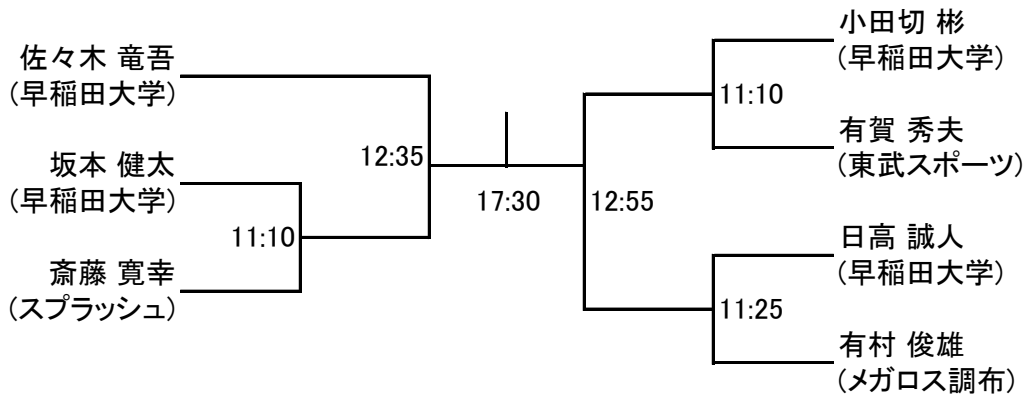 佐々木 竜吾
(早稲田大学)
坂本 健太
(早稲田大学)
斎藤 寛幸
(スプラッシュ)
11:10
12:35
17:30
12:55
小田切 彬
(早稲田大学)
11:10
有賀 秀夫
(東武スポーツ)
日高 誠人
(早稲田大学)
11:25
有村 俊雄
(メガロス調布)